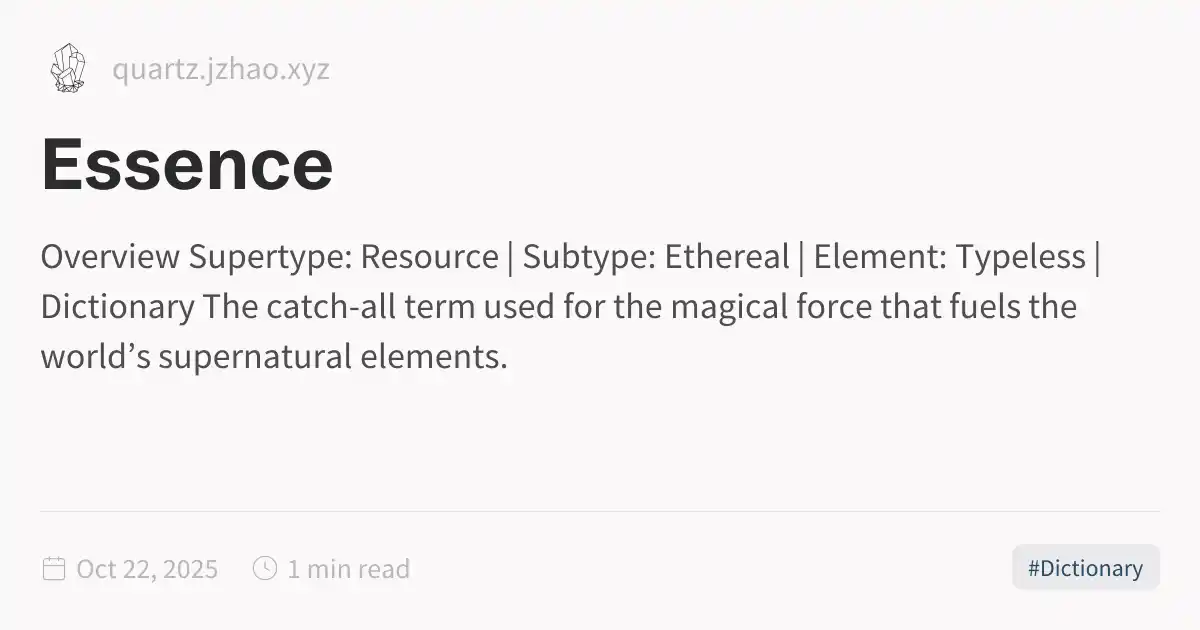 quartz.jzhao.xyz
Essence
Overview Supertype: Resource | Subtype: Ethereal | Element: Typeless |
Dictionary The catch-all term used for the magical force that fuels the
world’s supernatural elements.
Oct 22, 2025
1 min read
#Dictionary